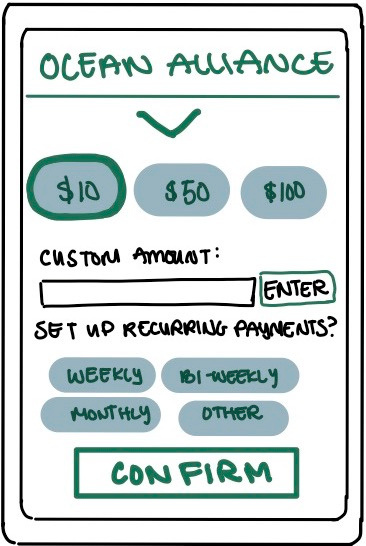 OCEAN ALLIANCE
$10 $50 $100
CUSTOM AMOUNT:
ENTER
SET UP RECURRING PAYMENTS?
WEEKLY BI-WEEKLY
MONTHLY OTHER
CONFIRM